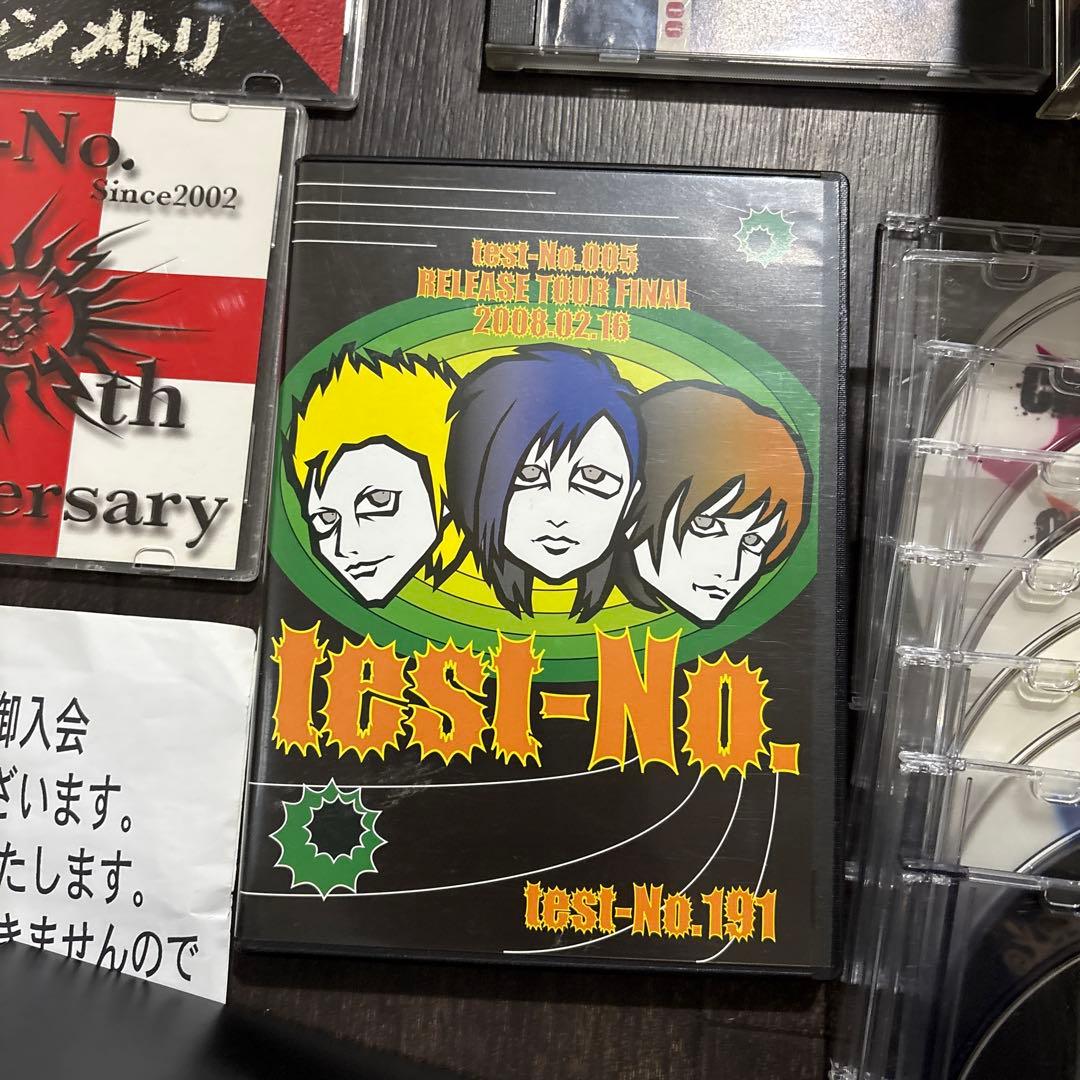 シンメトリ
-No.
Since2002
th
ersary
御入会
ざいます。
たします。
きませんので
test-No.005
RELEASE TOUR FINAL
2008.02.16
test-No.
test-No.191